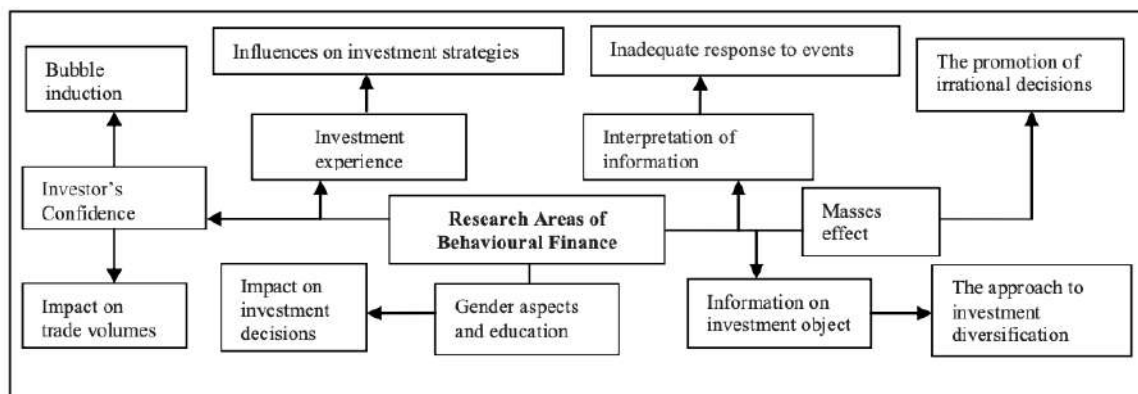 Influences on investment strategies
Inadequate response to events
Bubble
induction
The promotion of
irrational decisions
Investment
experience
Interpretation of
information
Investor's
Confidence
Research Areas of
Behavioural Finance
Masses
effect
Impact on
trade volumes
Impact on
investment
decisions
Gender aspects
and education
Information on
investment object
The approach to
investment
diversification